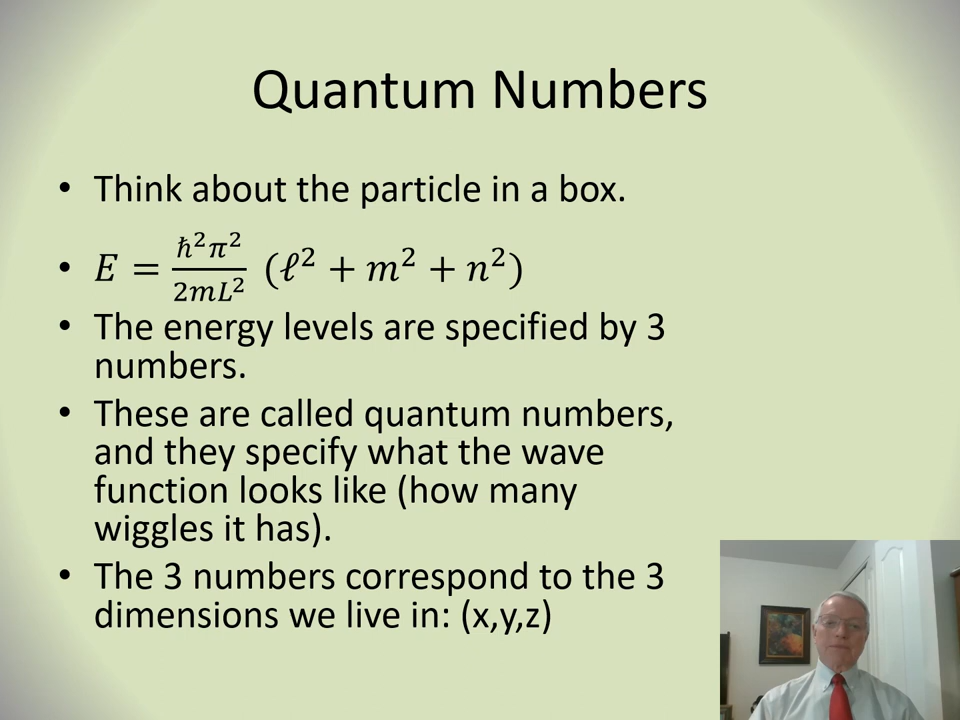 Quantum Numbers
• Think about the particle in a box.
• E = ℏ²π² / 2mL² (ℓ² + m² + n²)
• The energy levels are specified by 3
numbers.
• These are called quantum numbers,
and they specify what the wave
function looks like (how many
wiggles it has).
• The 3 numbers correspond to the 3
dimensions we live in: (x,y,z)